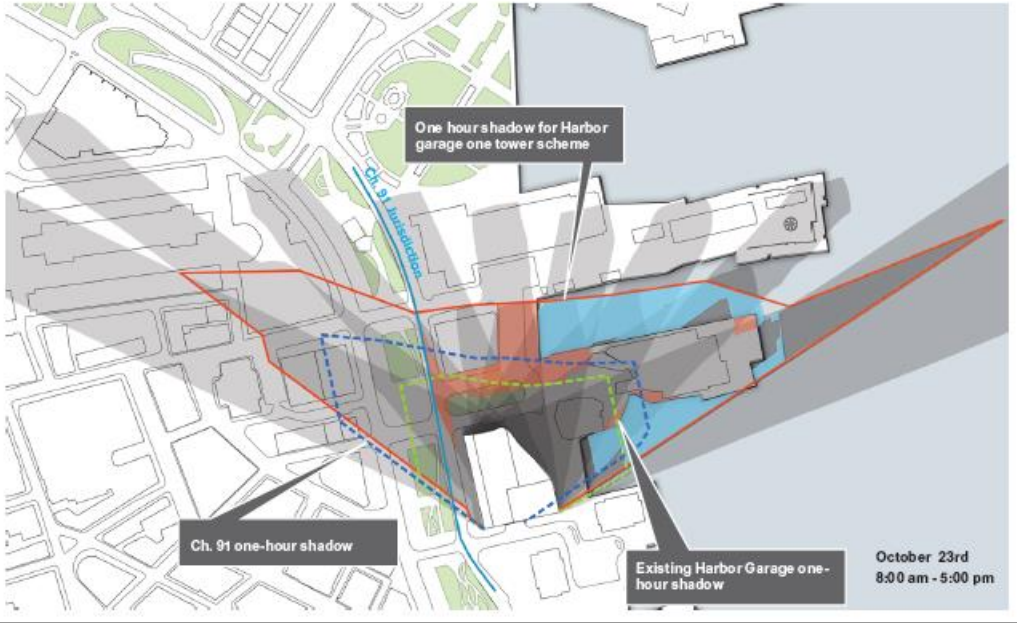 One hour shadow for Harbor
garage one tower scheme
Ch. 91 Jurisdiction
Ch. 91 one-hour shadow
Existing Harbor Garage one-
hour shadow
October 23rd
8:00 am - 5:00 pm